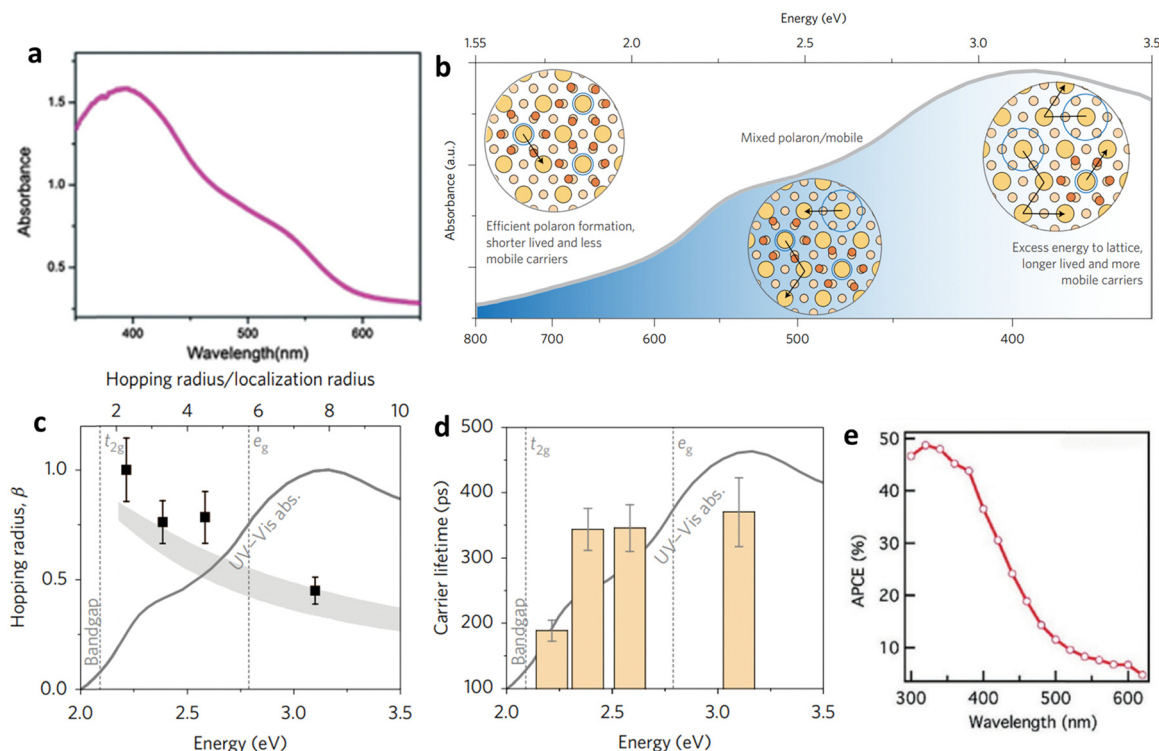 a
1.5
1.0
0.5
Absorbance
400
500
600
Wavelength(nm)
b
Energy (eV)
1.55
2.0
2.5
3.0
3.5
Absorbance (a.u.)
Efficient polaron formation,
shorter lived and less
mobile carriers
Mixed polaron/mobile
Excess energy to lattice,
longer lived and more
mobile carriers
800
700
600
500
400
c
Hopping radius/localization radius
2
4
6
8
10
t2g
eg
Bandgap
UV–Vis abs.
1.0
0.5
0.0
Hopping radius, β
2.0
2.5
3.0
3.5
Energy (eV)
d
500
400
300
200
100
Carrier lifetime (ps)
t2g
eg
Bandgap
UV–Vis abs.
2.0
2.5
3.0
3.5
Energy (eV)
e
50
40
30
20
10
APCE (%)
300
400
500
600
Wavelength (nm)